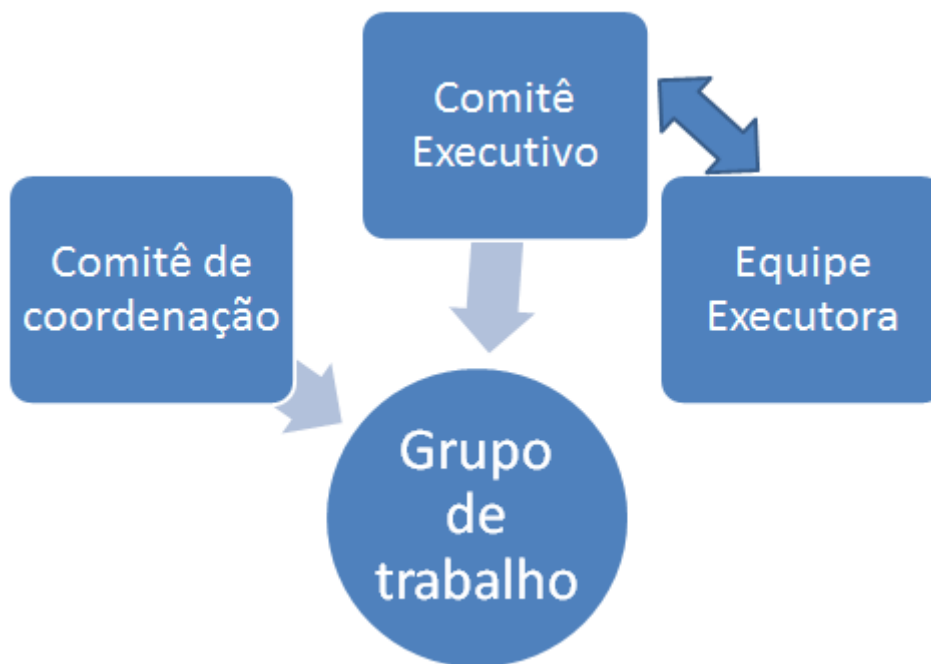 Comitê
Executivo
Comitê de
coordenação
Equipe
Executora
Grupo
de
trabalho